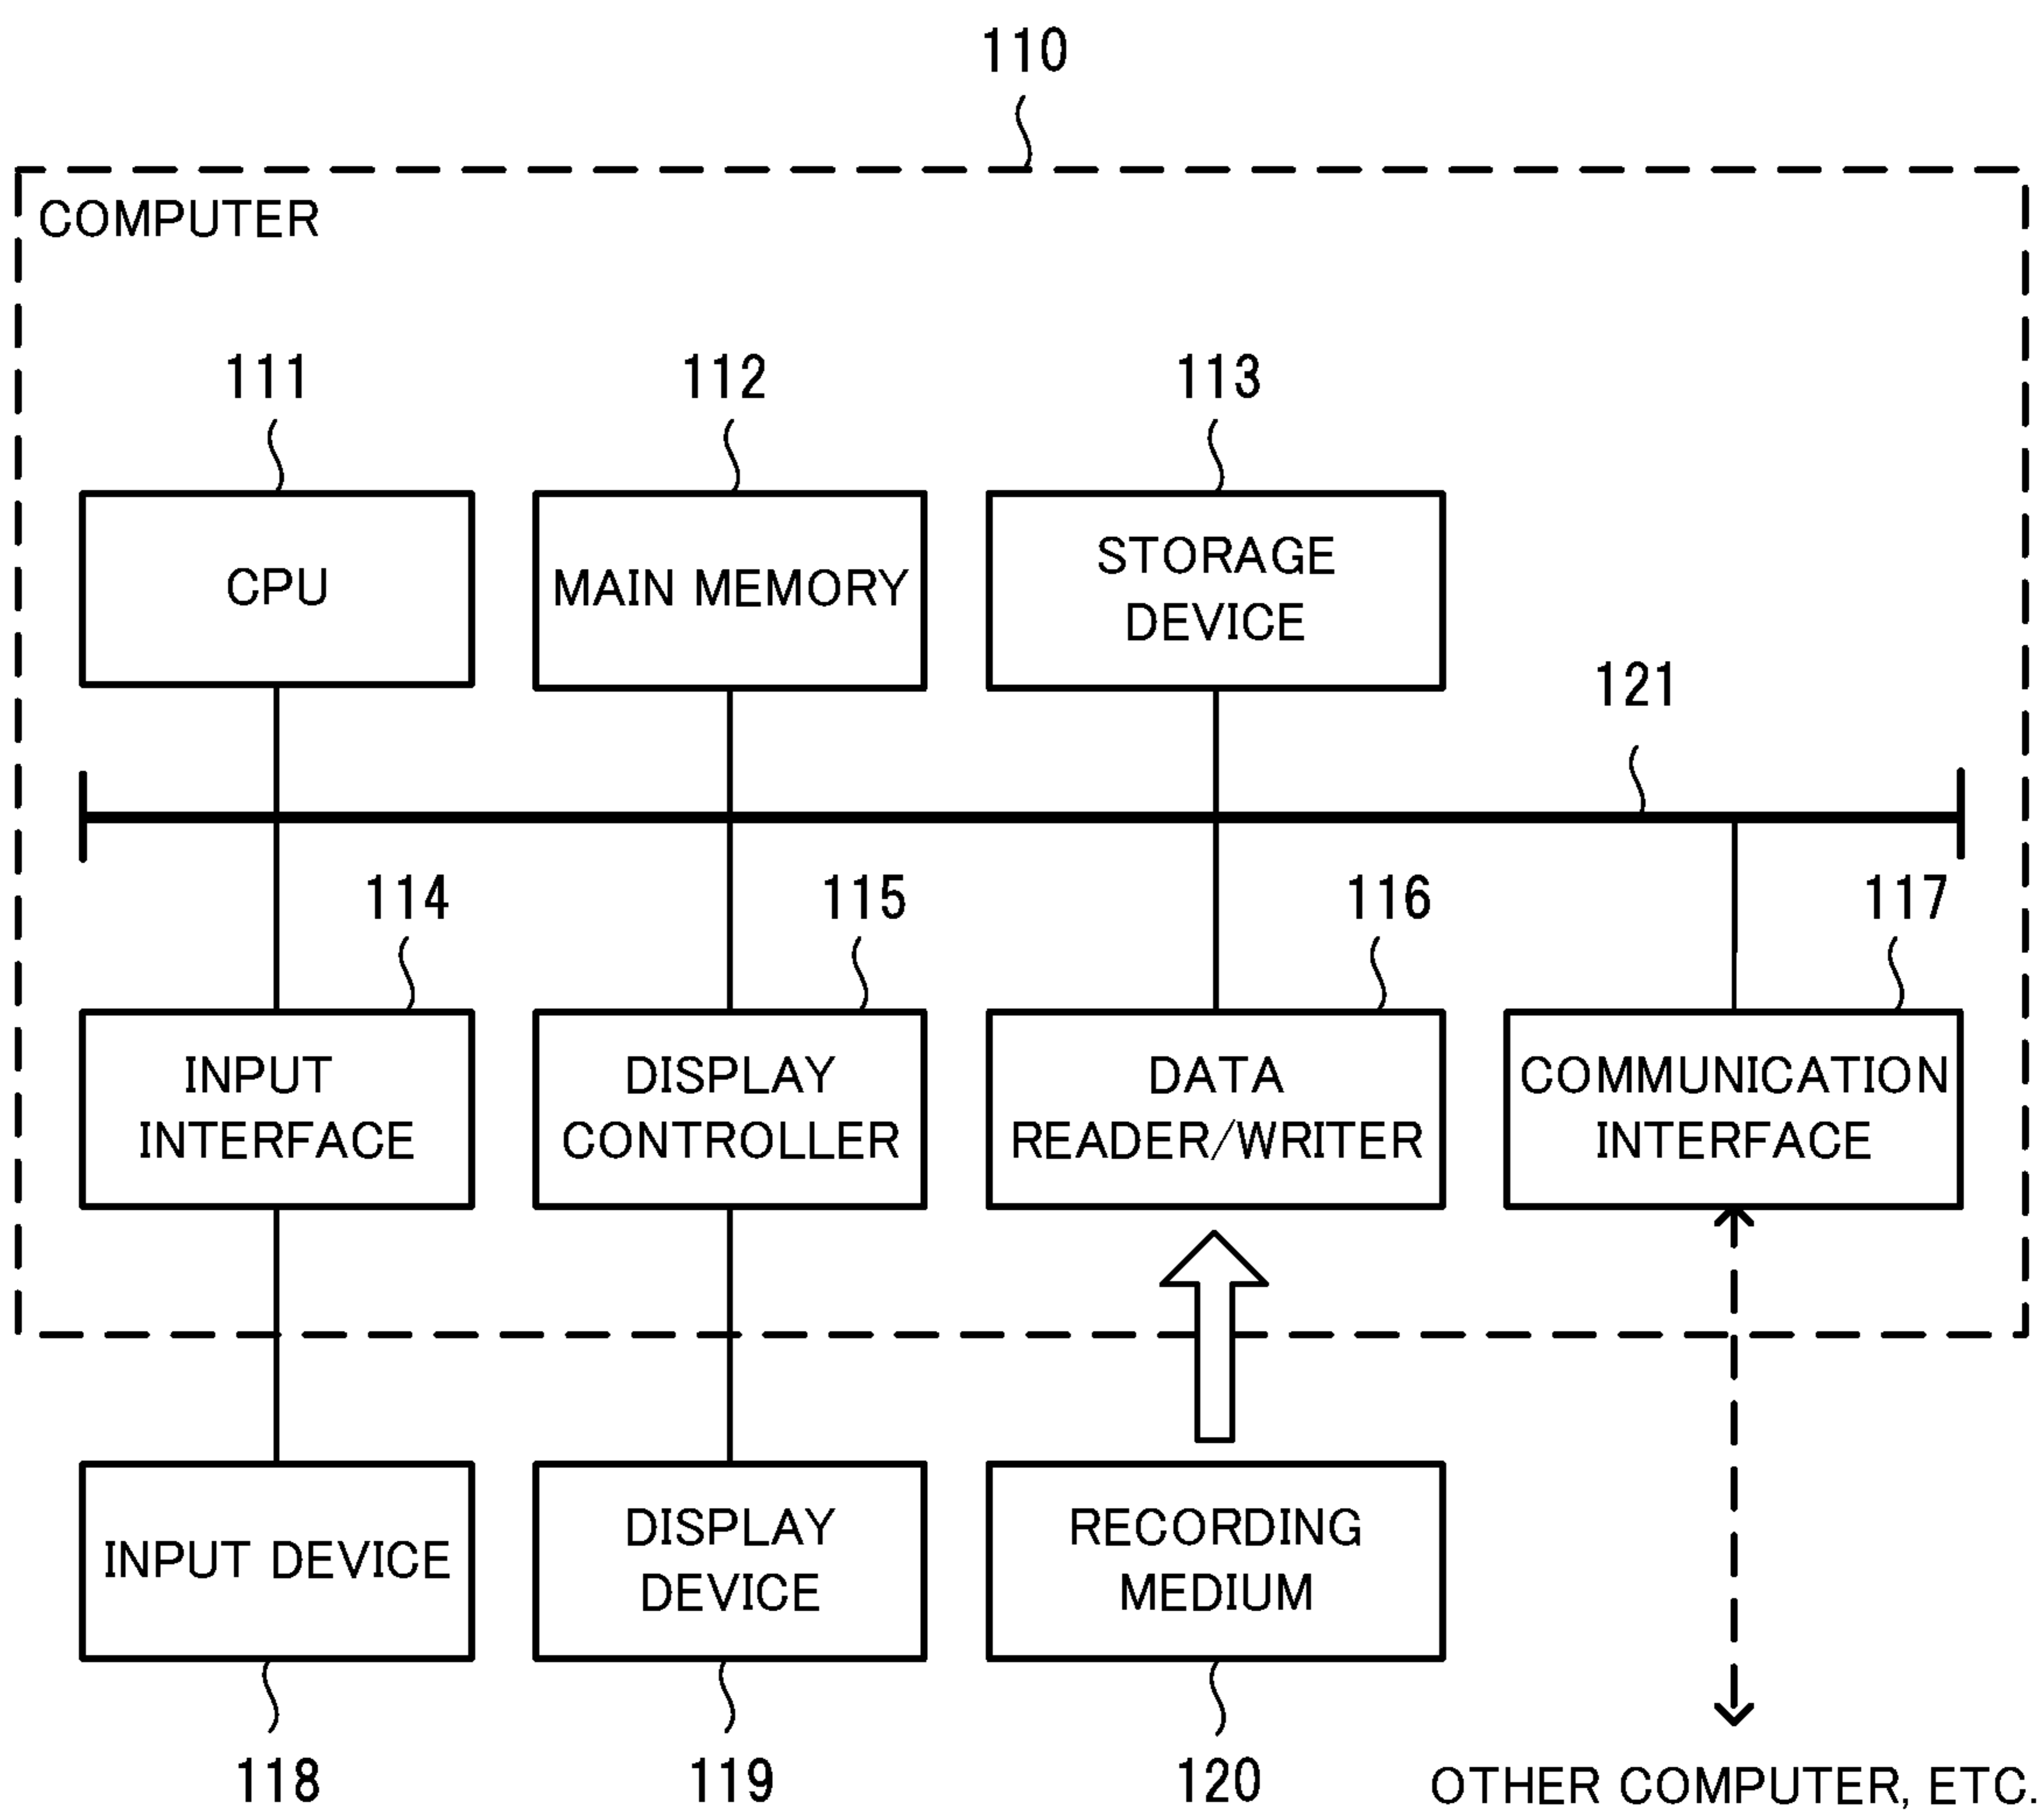 110
COMPUTER
111
112
113
CPU
MAIN MEMORY
STORAGE
DEVICE
121
114
115
116
117
INPUT
INTERFACE
DISPLAY
CONTROLLER
DATA
READER/WRITER
COMMUNICATION
INTERFACE
INPUT DEVICE
DISPLAY
DEVICE
RECORDING
MEDIUM
118
119
120
OTHER COMPUTER, ETC.